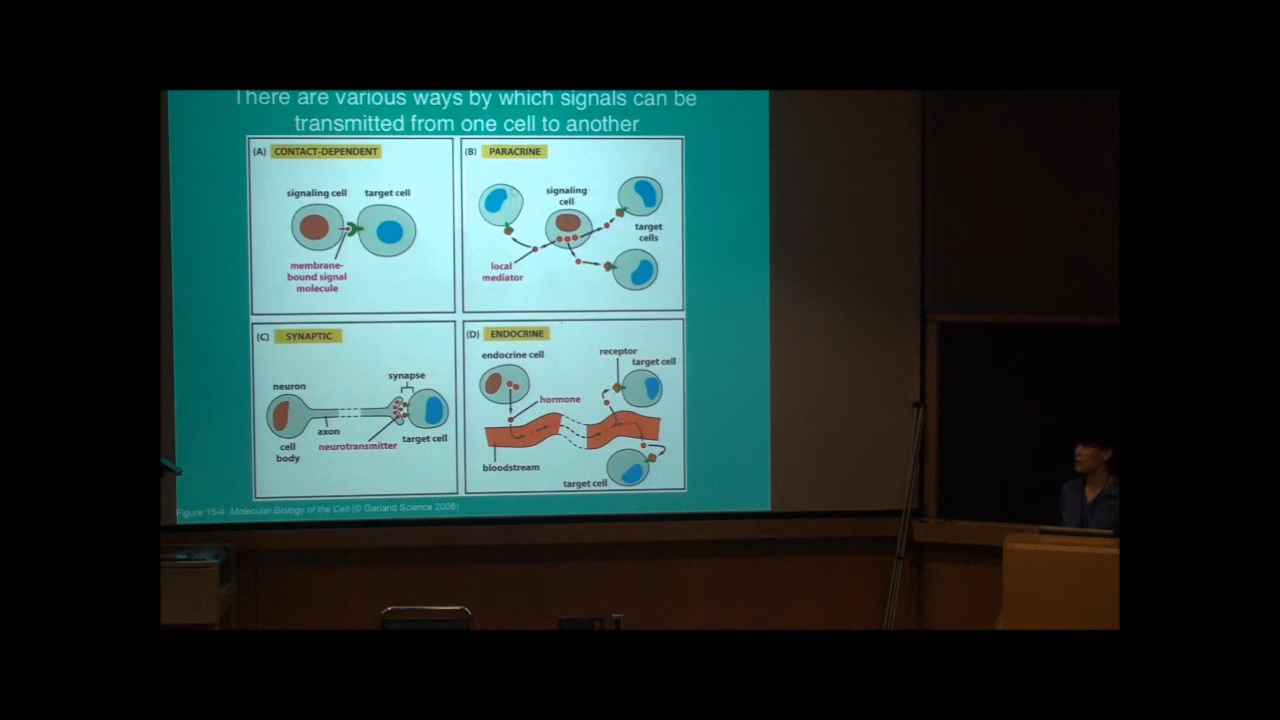 There are various ways by which signals can be
transmitted from one cell to another
(A) CONTACT-DEPENDENT
signaling cell target cell
membrane-
bound signal
molecule
(B) PARACRINE
signaling
cell
target
cells
local
mediator
(C) SYNAPTIC
synapse
neuron
axon
neurotransmitter
target cell
cell
body
(D) ENDOCRINE
endocrine cell
receptor
target cell
hormone
bloodstream
target cell
Figure 15-4 Molecular Biology of the Cell (© Garland Science 2008)